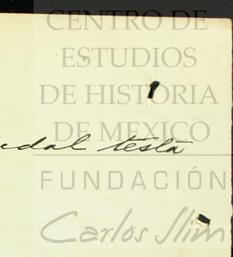 CENTRO DE
ESTUDIOS
DE HISTORIA
DE MEXICO
edal testa
FUNDACIÓN
Carlos Slim